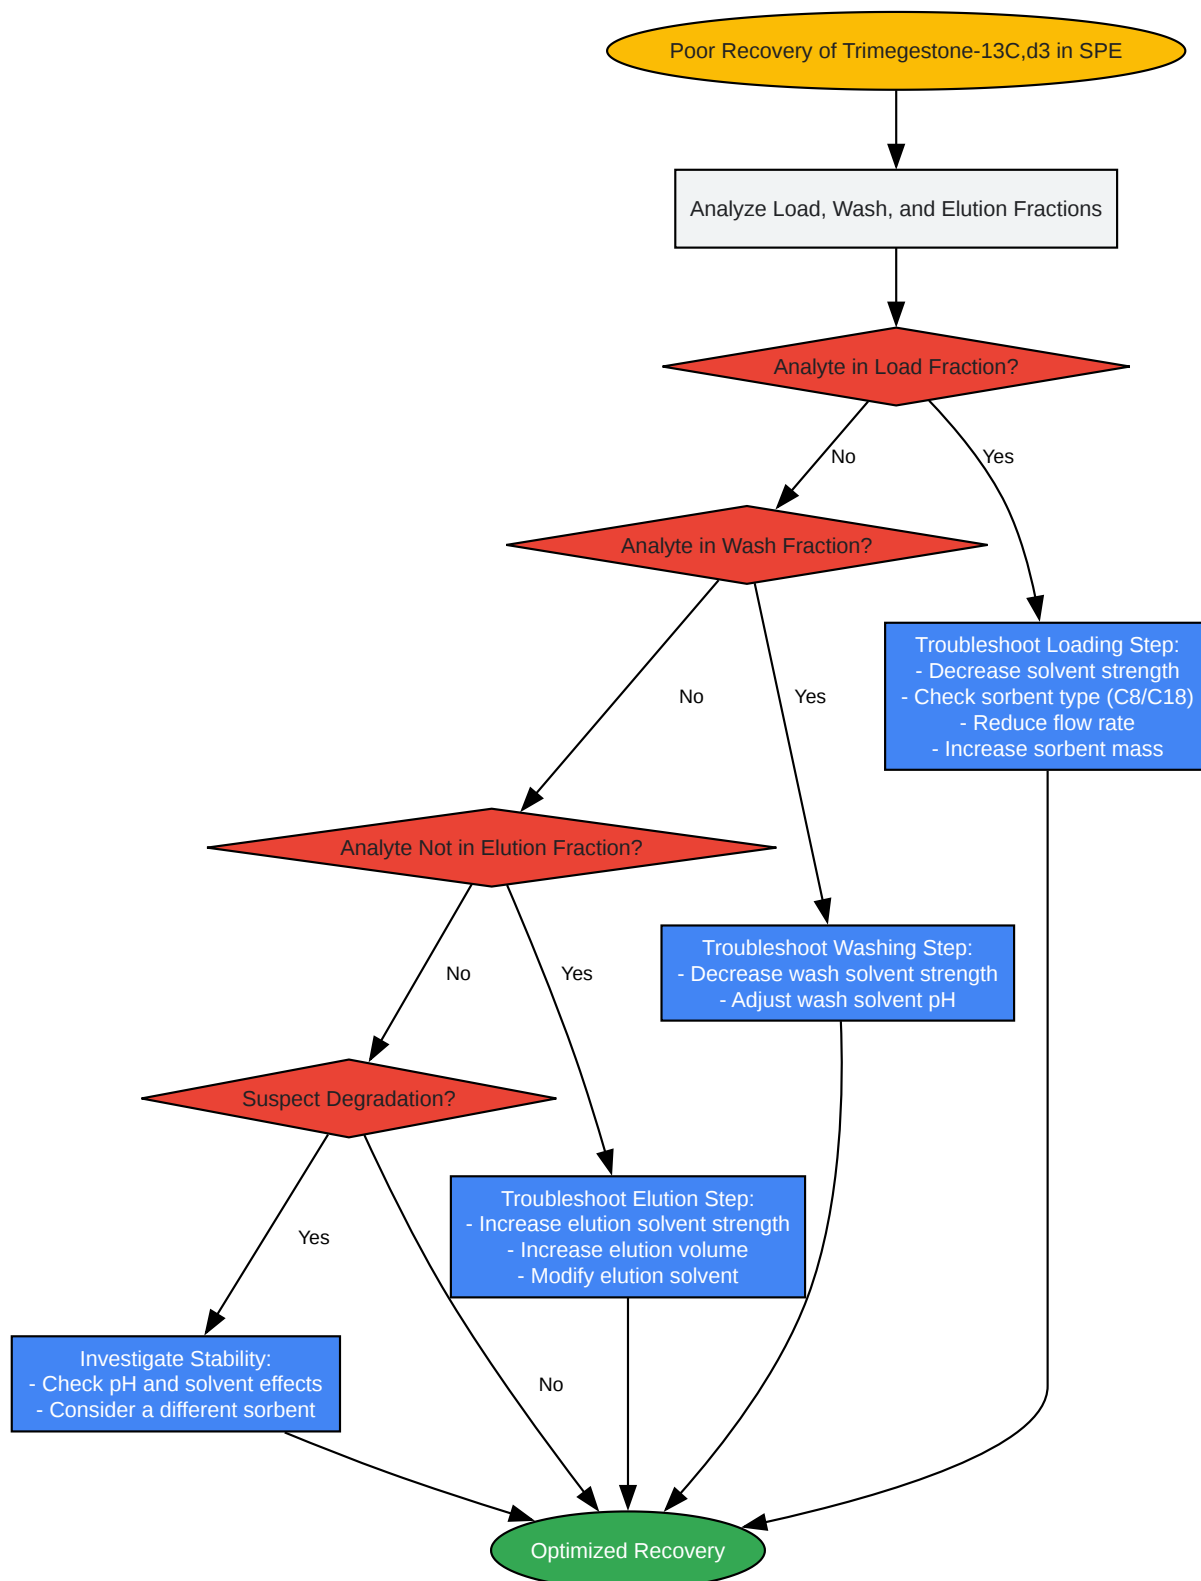 Poor Recovery of Trimegestone-13C,d3 in SPE
Analyze Load, Wash, and Elution Fractions
Analyte in Load Fraction?
No
Yes
Analyte in Wash Fraction?
Troubleshoot Loading Step:
- Decrease solvent strength
- Check sorbent type (C8/C18)
- Reduce flow rate
- Increase sorbent mass
No
Yes
Analyte Not in Elution Fraction?
Troubleshoot Washing Step:
- Decrease wash solvent strength
- Adjust wash solvent pH
No
Yes
Suspect Degradation?
Troubleshoot Elution Step:
- Increase elution solvent strength
- Increase elution volume
- Modify elution solvent
Yes
No
Investigate Stability:
- Check pH and solvent effects
- Consider a different sorbent
Optimized Recovery